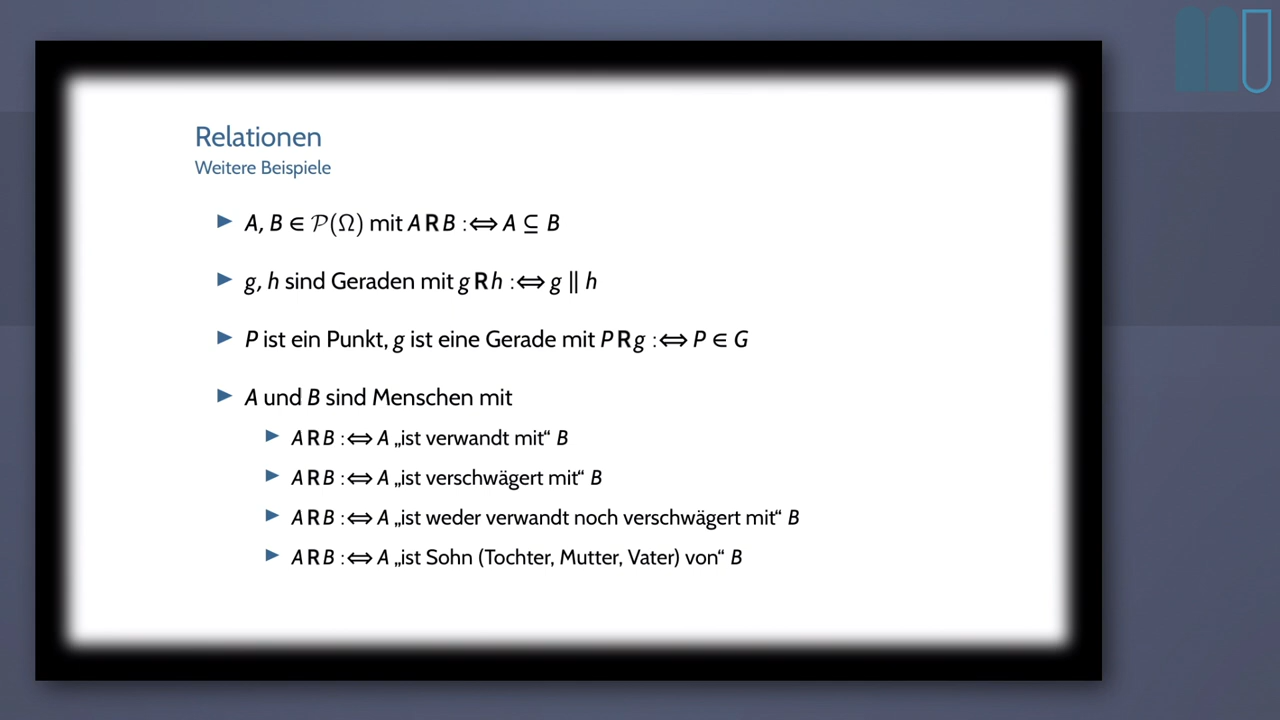 Relationen
Weitere Beispiele
▶ A, B ∈ 𝒫(Ω) mit A R B :⟺ A ⊆ B
▶ g, h sind Geraden mit g R h :⟺ g ∥ h
▶ P ist ein Punkt, g ist eine Gerade mit P R g :⟺ P ∈ G
▶ A und B sind Menschen mit
▶ A R B :⟺ A „ist verwandt mit“ B
▶ A R B :⟺ A „ist verschwägert mit“ B
▶ A R B :⟺ A „ist weder verwandt noch verschwägert mit“ B
▶ A R B :⟺ A „ist Sohn (Tochter, Mutter, Vater) von“ B